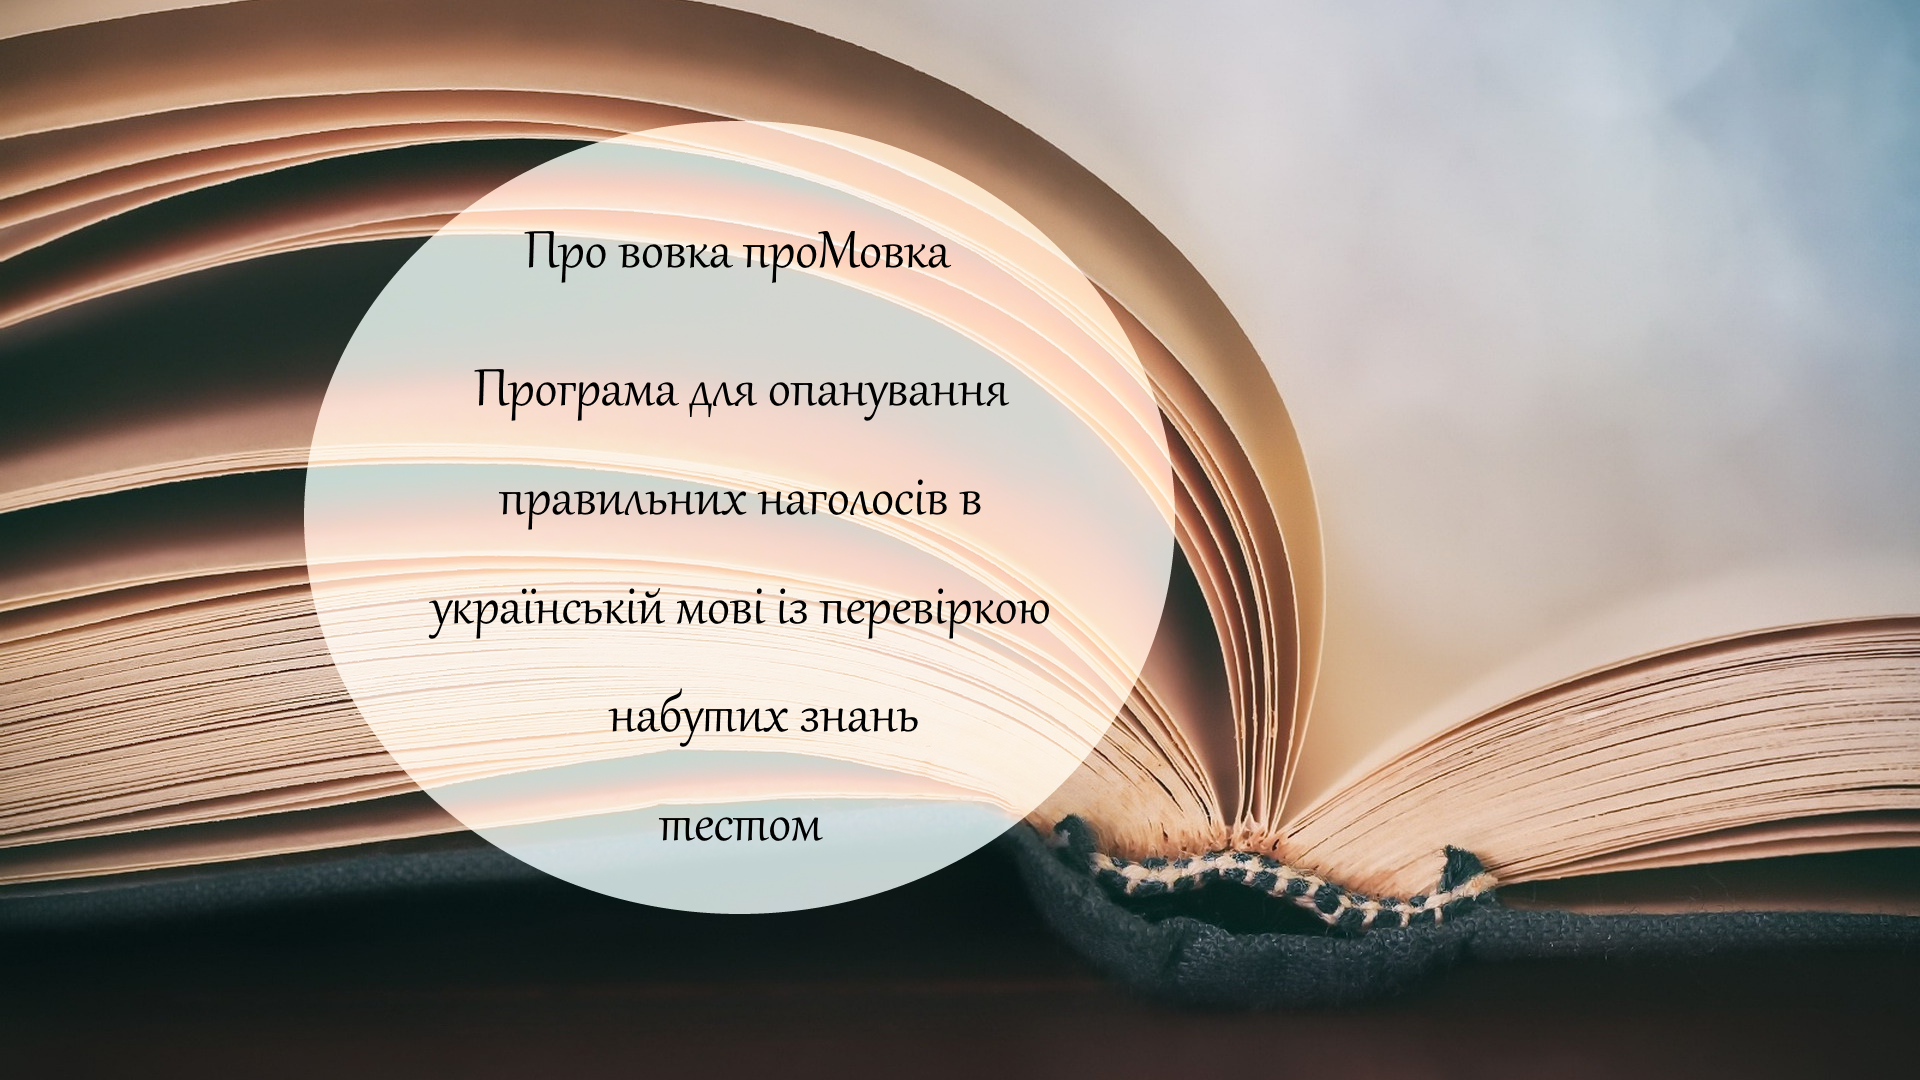 Про вовка проМовка
Програма для опанування
правильних наголосів в
українській мові із перевіркою
набутих знань
тестом